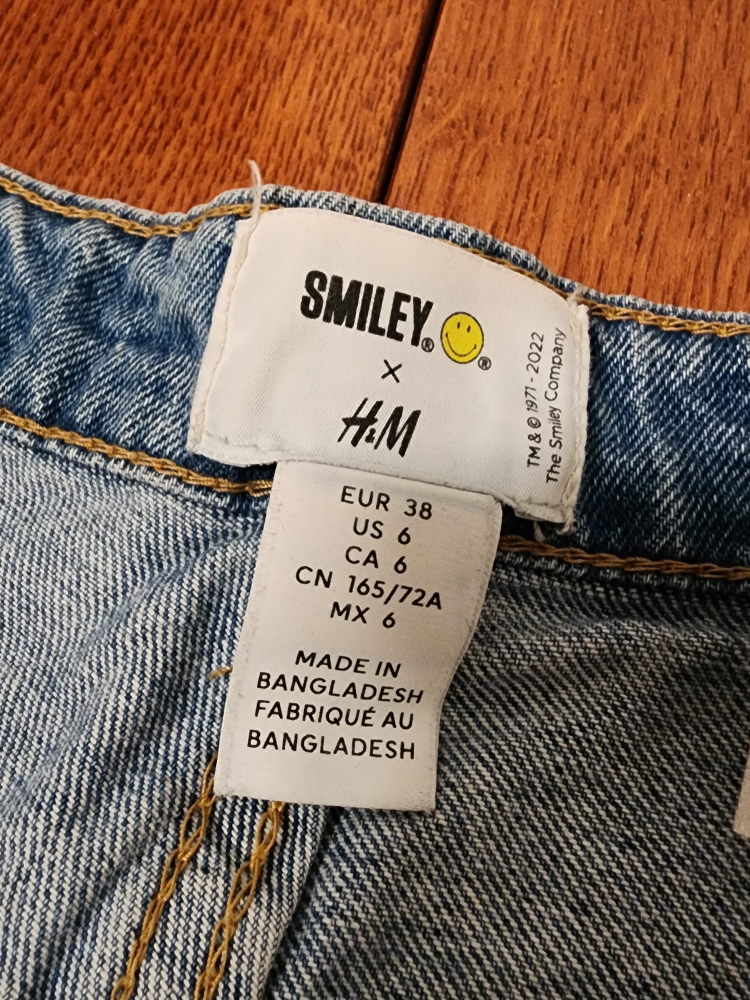 SMILEY®
®
×
H&M
TM & © 1971 - 2022
The Smiley Company
EUR 38
US 6
CA 6
CN 165/72A
MX 6
MADE IN
BANGLADESH
FABRIQUÉ AU
BANGLADESH